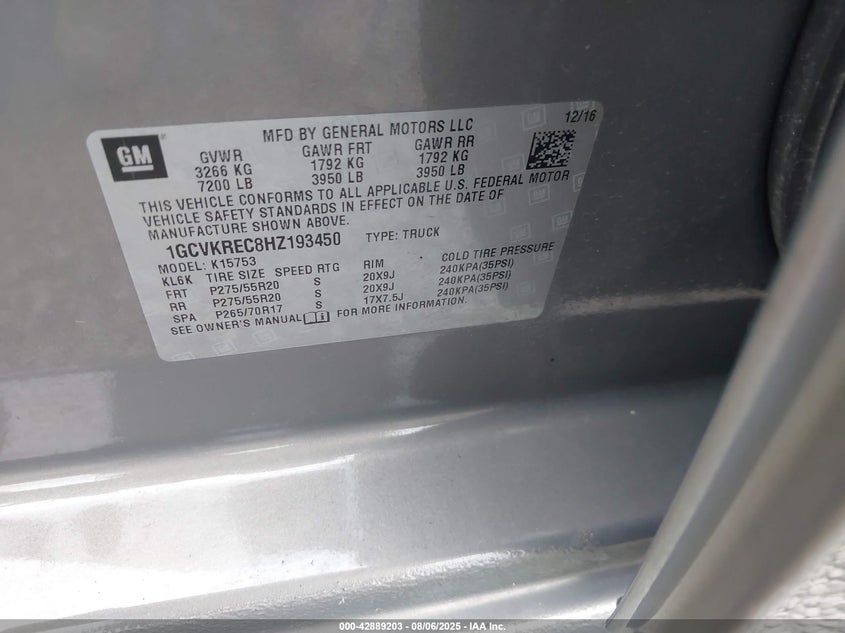 GM
MFD BY GENERAL MOTORS LLC 12/16
GVWR GAWR FRT GAWR RR
3266 KG 1792 KG 1792 KG
7200 LB 3950 LB 3950 LB
THIS VEHICLE CONFORMS TO ALL APPLICABLE U.S. FEDERAL MOTOR
VEHICLE SAFETY STANDARDS IN EFFECT ON THE DATE OF
MANUFACTURE SHOWN ABOVE.
1GCVKREC8HZ193450 TYPE: TRUCK
MODEL: K15753
KL6K TIRE SIZE SPEED RTG RIM COLD TIRE PRESSURE
FRT P275/55R20 S 20X9J 240KPA(35PSI)
RR P275/55R20 S 20X9J 240KPA(35PSI)
SPA P265/70R17 S 17X7.5J 240KPA(35PSI)
SEE OWNER'S MANUAL FOR MORE INFORMATION.
000-42889203 - 08/06/2025 - IAA Inc.